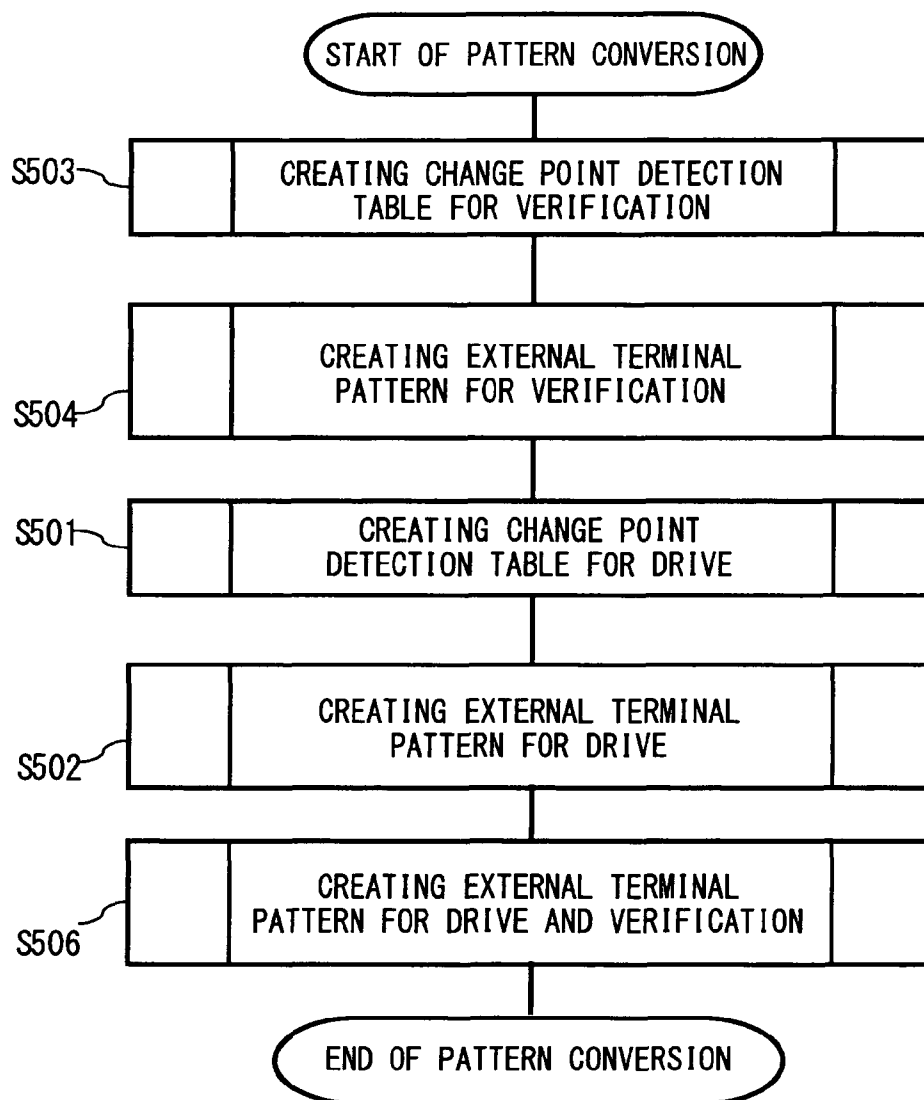 START OF PATTERN CONVERSION
S503
CREATING CHANGE POINT DETECTION
TABLE FOR VERIFICATION
CREATING EXTERNAL TERMINAL
PATTERN FOR VERIFICATION
S504
S501
CREATING CHANGE POINT
DETECTION TABLE FOR DRIVE
CREATING EXTERNAL TERMINAL
PATTERN FOR DRIVE
S502
CREATING EXTERNAL TERMINAL
PATTERN FOR DRIVE AND VERIFICATION
S506
END OF PATTERN CONVERSION